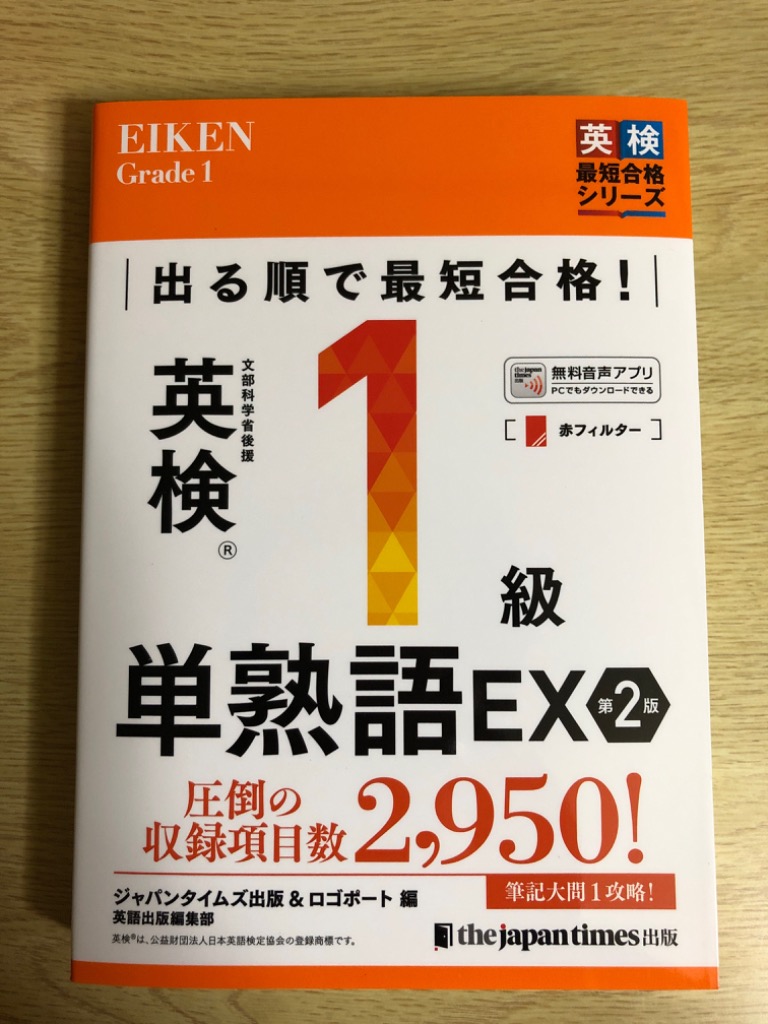 EIKEN
Grade 1
英検
最短合格
シリーズ
出る順で最短合格!
文部科学省後援
英検®
1
級
the japan times 出版
無料音声アプリ
PCでもダウンロードできる
[赤フィルター]
単熟語EX 第2版
圧倒の
収録項目数 2,950!
筆記大問1攻略!
ジャパンタイムズ出版 & ロゴポート 編
英語出版編集部
英検®は、公益財団法人日本英語検定協会の登録商標です。
the japan times 出版